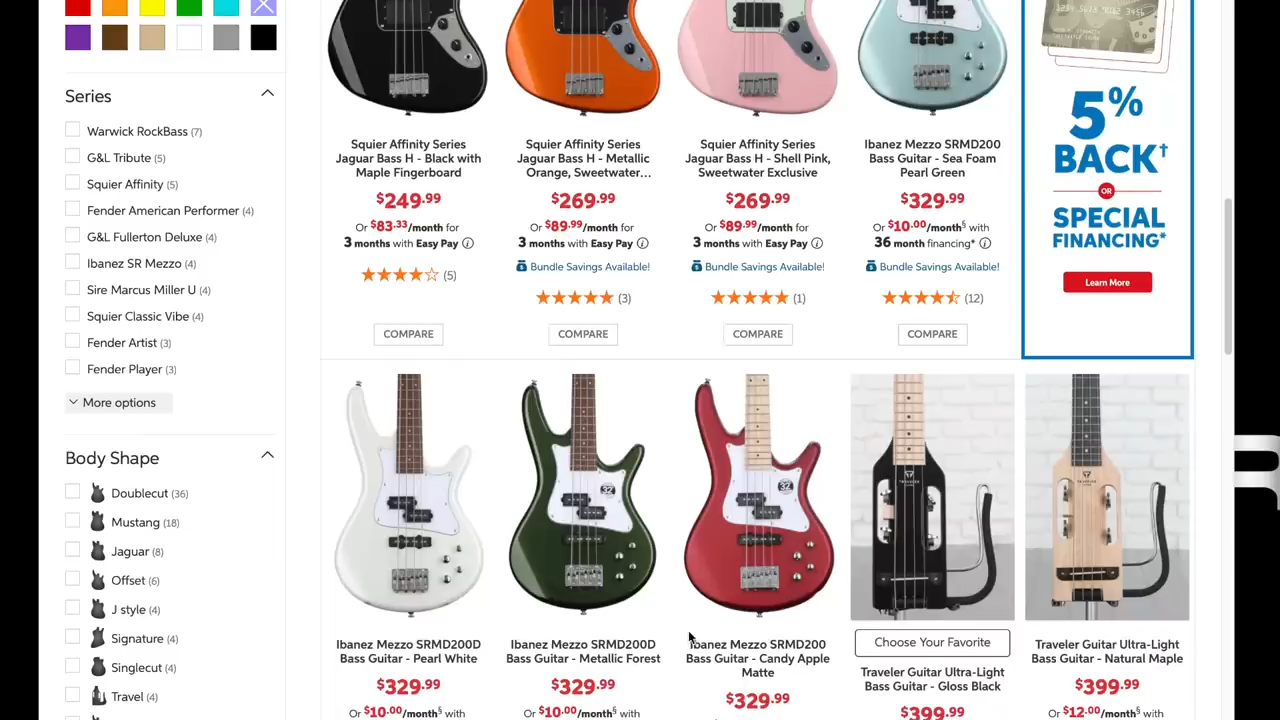 Series
Warwick RockBass (7)
G&L Tribute (5)
Squier Affinity (5)
Fender American Performer (4)
G&L Fullerton Deluxe (4)
Ibanez SR Mezzo (4)
Sire Marcus Miller U (4)
Squier Classic Vibe (4)
Fender Artist (3)
Fender Player (3)
More options
Body Shape
Doublecut (36)
Mustang (18)
Jaguar (8)
Offset (6)
J style (4)
Signature (4)
Singlecut (4)
Travel (4)
Squier Affinity Series
Jaguar Bass H - Black with
Maple Fingerboard
$249.99
Or $83.33/month for
3 months with Easy Pay
(5)
COMPARE
Squier Affinity Series
Jaguar Bass H - Metallic
Orange, Sweetwater...
$269.99
Or $89.99/month for
3 months with Easy Pay
Bundle Savings Available!
(3)
COMPARE
Squier Affinity Series
Jaguar Bass H - Shell Pink,
Sweetwater Exclusive
$269.99
Or $89.99/month for
3 months with Easy Pay
Bundle Savings Available!
(1)
COMPARE
Ibanez Mezzo SRMD200
Bass Guitar - Sea Foam
Pearl Green
$329.99
Or $10.00/month§ with
36 month financing*
Bundle Savings Available!
(12)
COMPARE
5%
BACK†
OR
SPECIAL
FINANCING*
Learn More
Ibanez Mezzo SRMD200D
Bass Guitar - Pearl White
$329.99
Or $10.00/month§ with
32"
Ibanez Mezzo SRMD200D
Bass Guitar - Metallic Forest
$329.99
Or $10.00/month§ with
32"
Ibanez Mezzo SRMD200
Bass Guitar - Candy Apple
Matte
$329.99
Choose Your Favorite
Traveler Guitar Ultra-Light
Bass Guitar - Gloss Black
$399.99
Traveler Guitar Ultra-Light
Bass Guitar - Natural Maple
$399.99
Or $12.00/month§ with